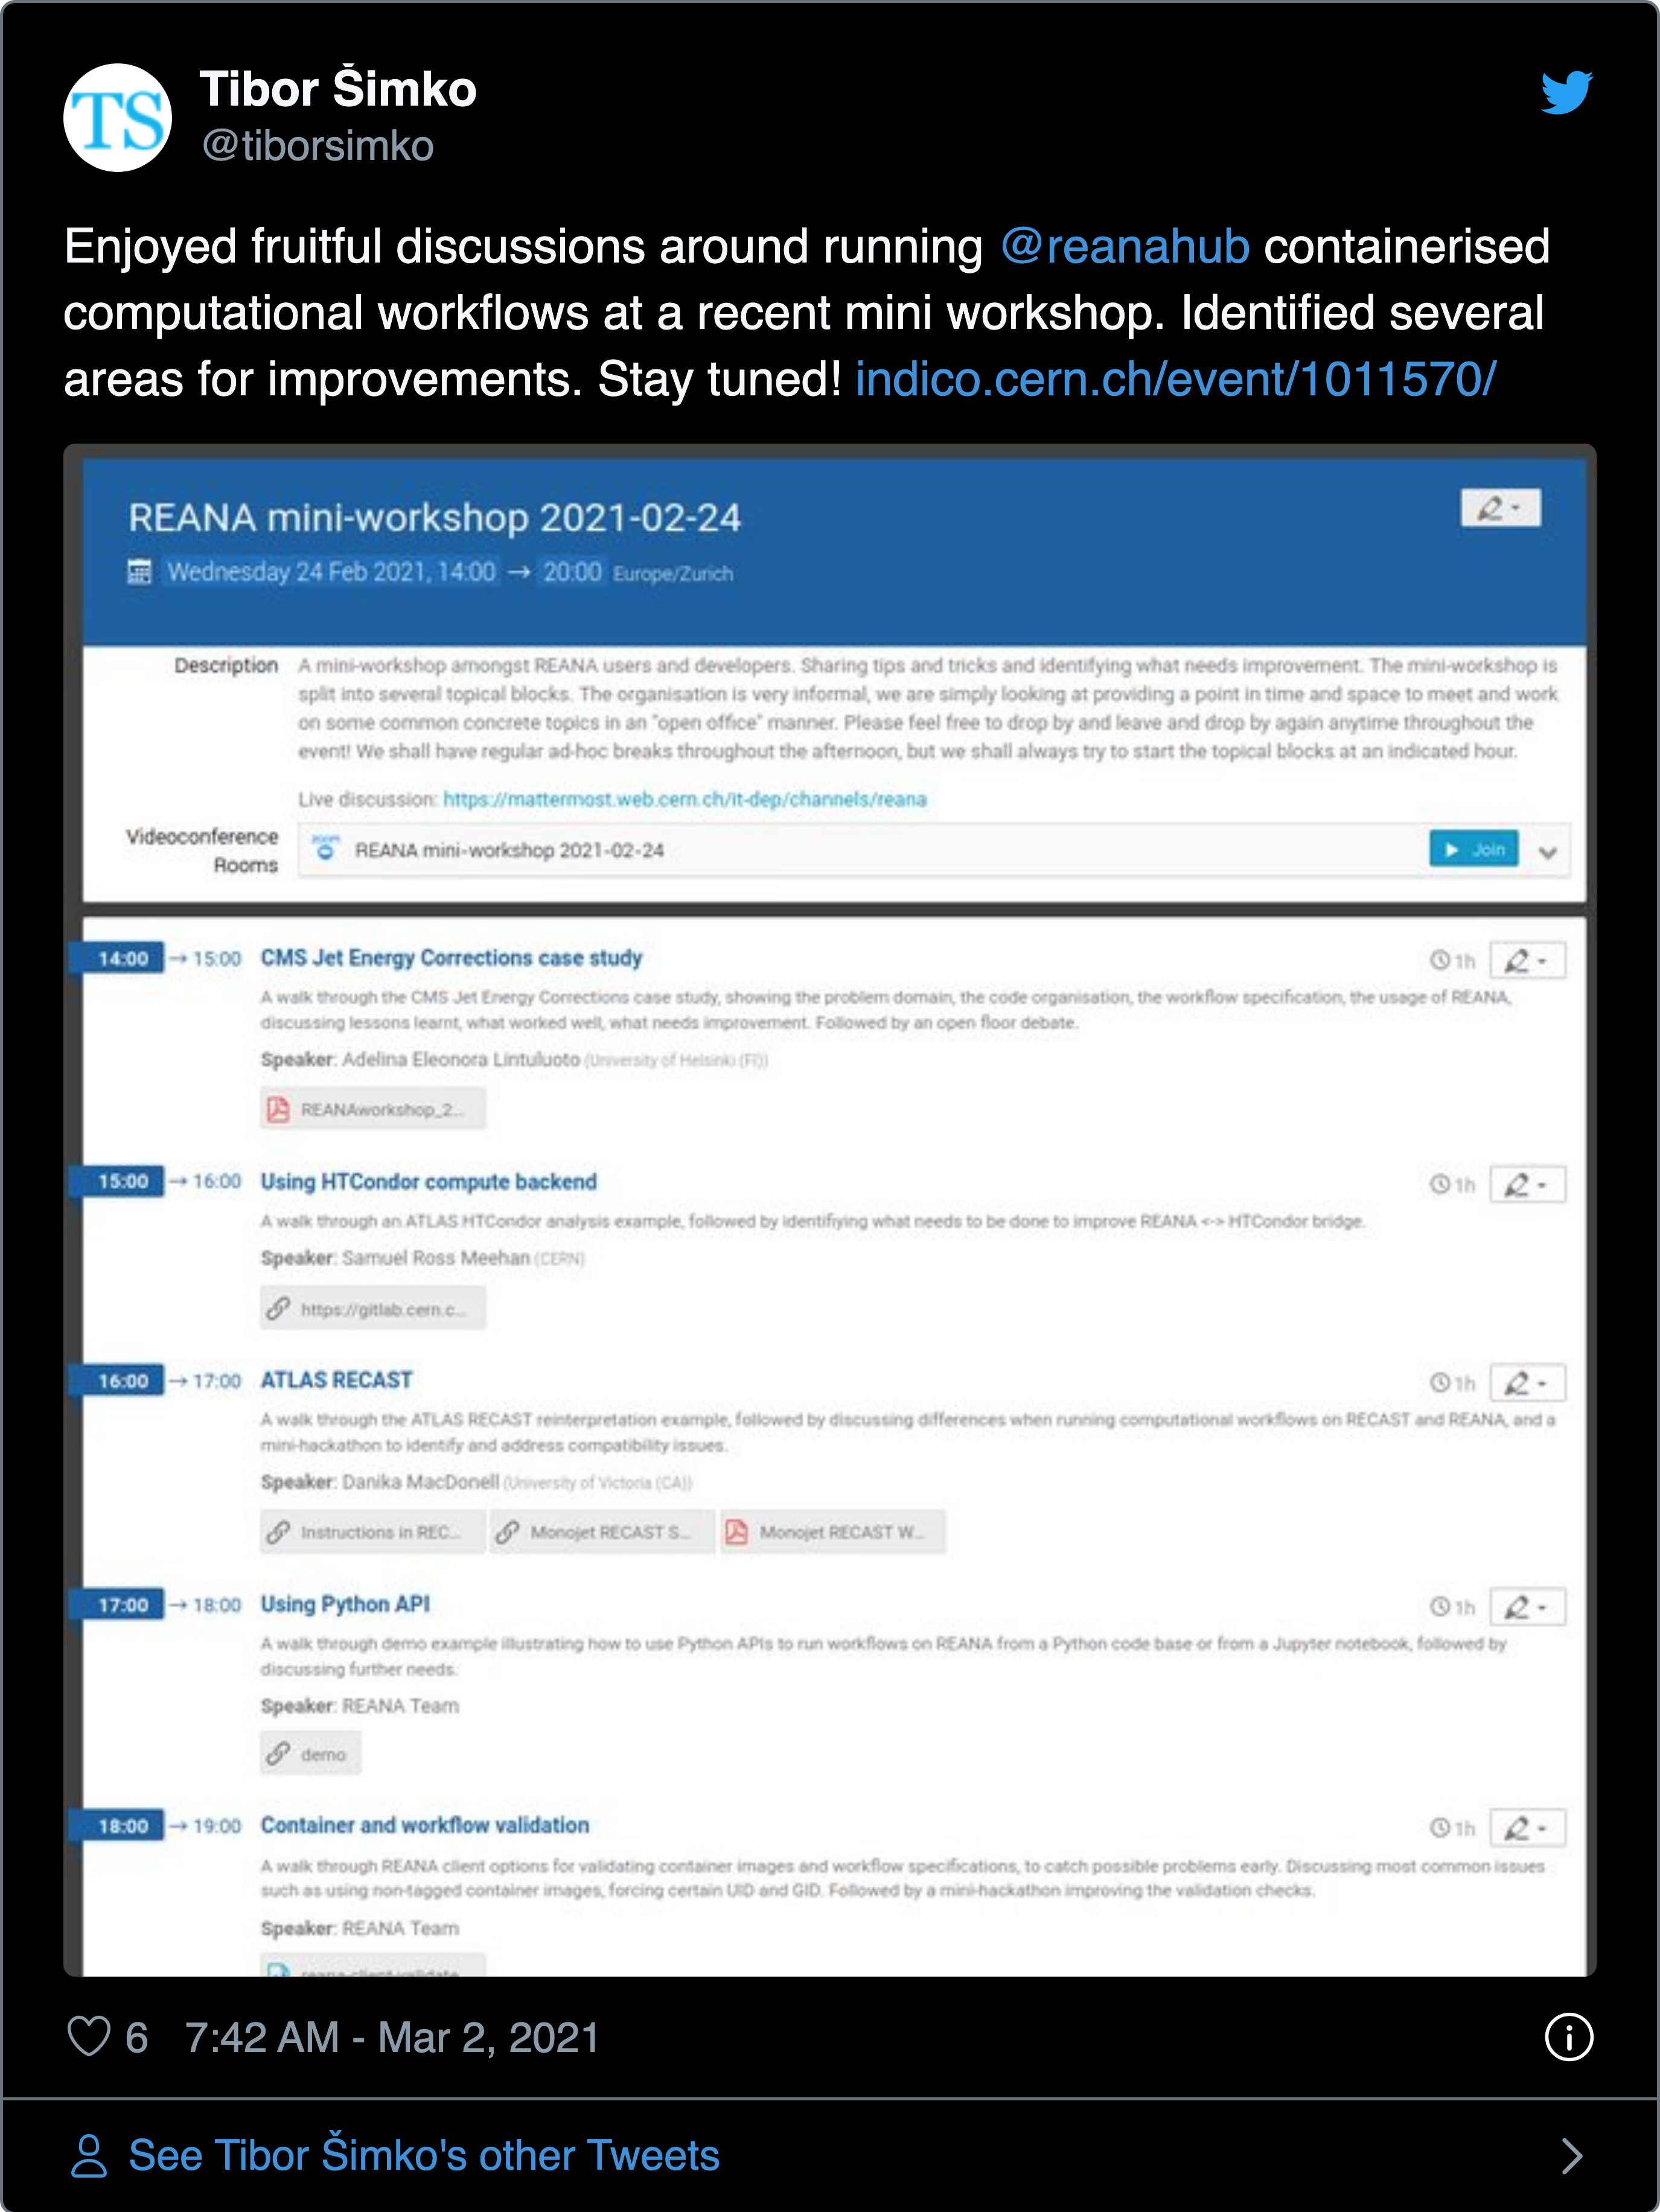 TS
Tibor Šimko
@tiborsimko
Enjoyed fruitful discussions around running @reanahub containerised
computational workflows at a recent mini workshop. Identified several
areas for improvements. Stay tuned! indico.cern.ch/event/1011570/
REANA mini-workshop 2021-02-24
Wednesday 24 Feb 2021, 14:00 → 20:00 Europe/Zurich
Description A mini-workshop amongst REANA users and developers. Sharing tips and tricks and identifying what needs improvement. The mini-workshop is
split into several topical blocks. The organisation is very informal, we are simply looking at providing a point in time and space to meet and work
on some common concrete topics in an "open office" manner. Please feel free to drop by and leave and drop by again anytime throughout the
event! We shall have regular ad-hoc breaks throughout the afternoon, but we shall always try to start the topical blocks at an indicated hour.
Live discussion: https://mattermost.web.cern.ch/it-dep/channels/reana
Videoconference
Rooms
zoom REANA mini-workshop 2021-02-24 Join
14:00 → 15:00 CMS Jet Energy Corrections case study 1h
A walk through the CMS Jet Energy Corrections case study, showing the problem domain, the code organisation, the workflow specification, the usage of REANA,
discussing lessons learnt, what worked well, what needs improvement. Followed by an open floor debate.
Speaker: Adelina Eleonora Lintuluoto (University of Helsinki (FI))
REANAworkshop_2...
15:00 → 16:00 Using HTCondor compute backend 1h
A walk through an ATLAS HTCondor analysis example, followed by identifiying what needs to be done to improve REANA <-> HTCondor bridge.
Speaker: Samuel Ross Meehan (CERN)
https://gitlab.cern.c...
16:00 → 17:00 ATLAS RECAST 1h
A walk through the ATLAS RECAST reinterpretation example, followed by discussing differences when running computational workflows on RECAST and REANA, and a
mini-hackathon to identify and address compatibility issues.
Speaker: Danika MacDonell (University of Victoria (CA))
Instructions in REC... Monojet RECAST S... Monojet RECAST W...
17:00 → 18:00 Using Python API 1h
A walk through demo example illustrating how to use Python APIs to run workflows on REANA from a Python code base or from a Jupyter notebook, followed by
discussing further needs.
Speaker: REANA Team
demo
18:00 → 19:00 Container and workflow validation 1h
A walk through REANA client options for validating container images and workflow specifications, to catch possible problems early. Discussing most common issues
such as using non-tagged container images, forcing certain UID and GID. Followed by a mini-hackathon improving the validation checks.
Speaker: REANA Team
reana-client-validate
6 7:42 AM - Mar 2, 2021
See Tibor Šimko's other Tweets